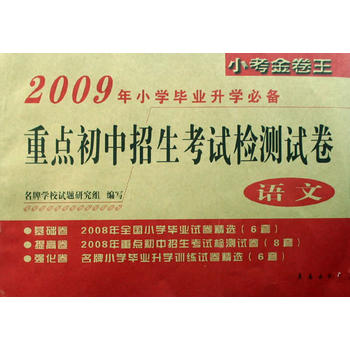 小考金卷王
2009年小学毕业升学必备
重点初中招生考试检测试卷
语文
名牌学校试题研究组 编写
基础卷 2008年全国小学毕业试卷精选（6套）
提高卷 2008年重点初中招生考试检测试卷（8套）
强化卷 名牌小学毕业升学训练试卷精选（6套）